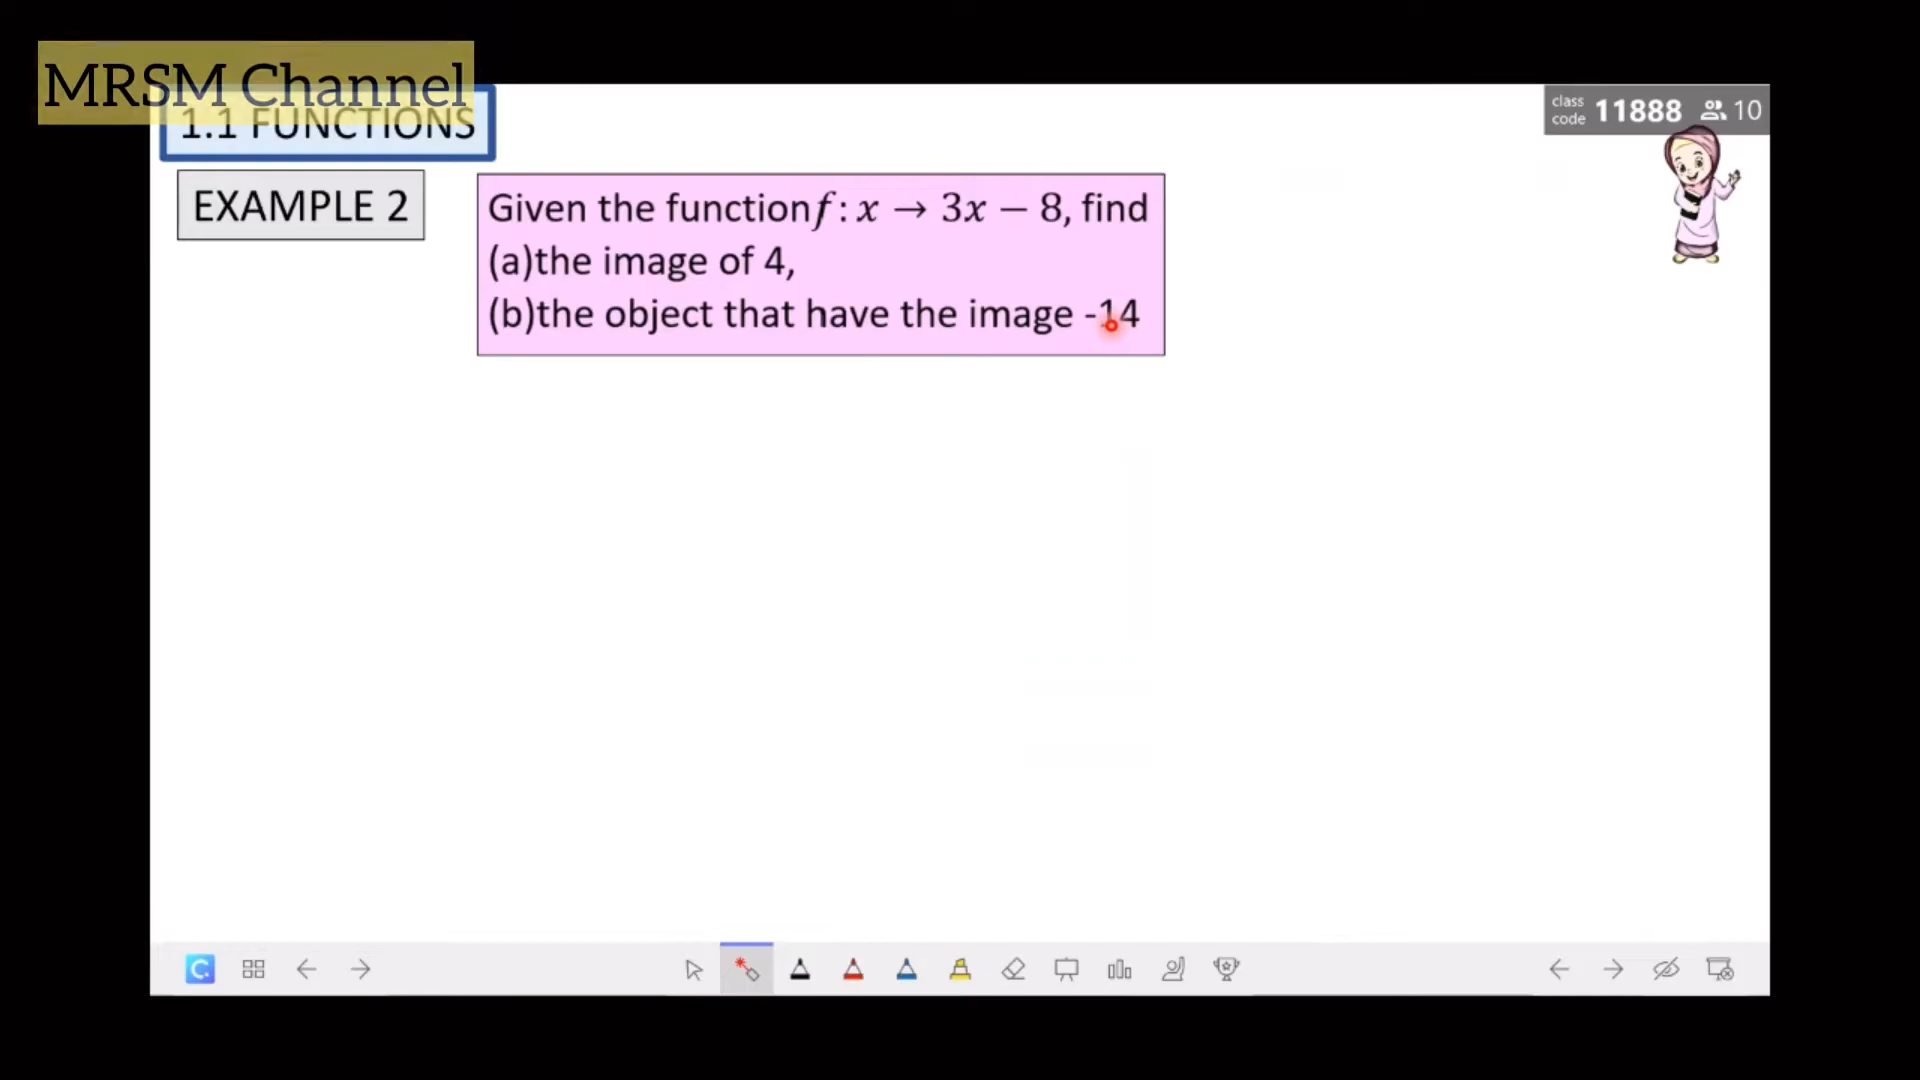 MRSM Channel
1.1 FUNCTIONS
class code 11888 10
EXAMPLE 2
Given the function f : x → 3x − 8, find
(a)the image of 4,
(b)the object that have the image -14